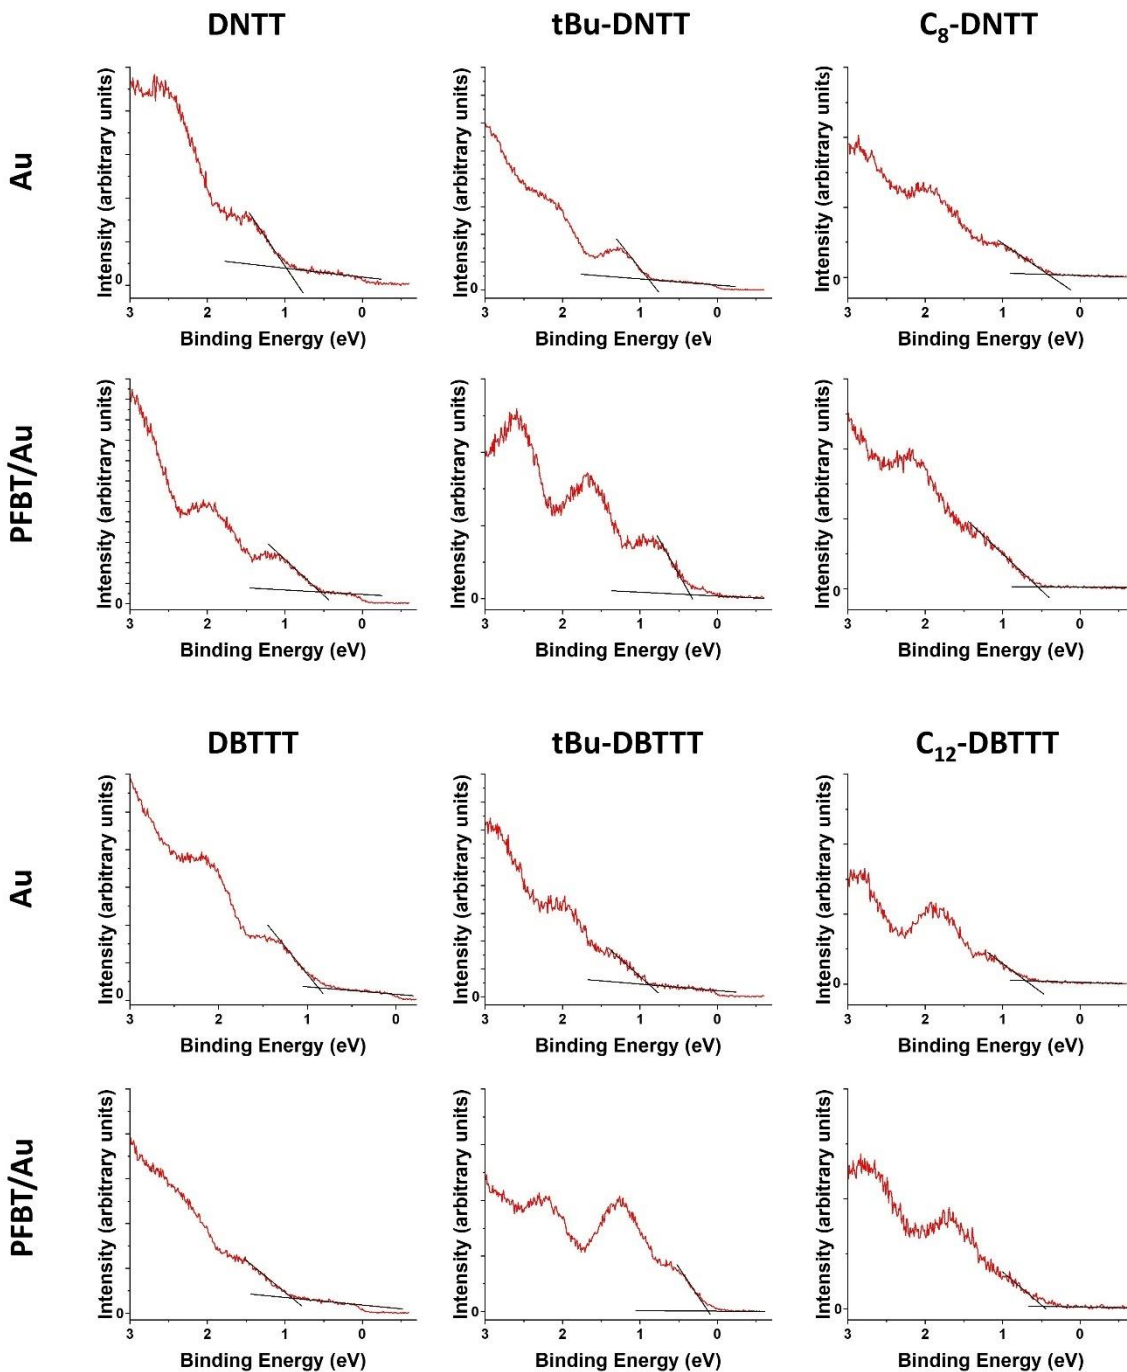 DNTT
tBu-DNTT
C₈-DNTT
Au
Intensity (arbitrary units)
0
3 2 1 0
Binding Energy (eV)
Intensity (arbitrary units)
0
3 2 1 0
Binding Energy (eV
Intensity (arbitrary units)
0
3 2 1 0
Binding Energy (eV)
PFBT/Au
Intensity (arbitrary units)
0
3 2 1 0
Binding Energy (eV)
Intensity (arbitrary units)
0
3 2 1 0
Binding Energy (eV)
Intensity (arbitrary units)
0
3 2 1 0
Binding Energy (eV)
DBTTT
tBu-DBTTT
C₁₂-DBTTT
Au
Intensity (arbitrary units)
0
3 2 1 0
Binding Energy (eV)
Intensity (arbitrary units)
0
3 2 1 0
Binding Energy (eV)
Intensity (arbitrary units)
0
3 2 1 0
Binding Energy (eV)
PFBT/Au
Intensity (arbitrary units)
0
3 2 1 0
Binding Energy (eV)
Intensity (arbitrary units)
0
3 2 1 0
Binding Energy (eV)
Intensity (arbitrary units)
0
3 2 1 0
Binding Energy (eV)